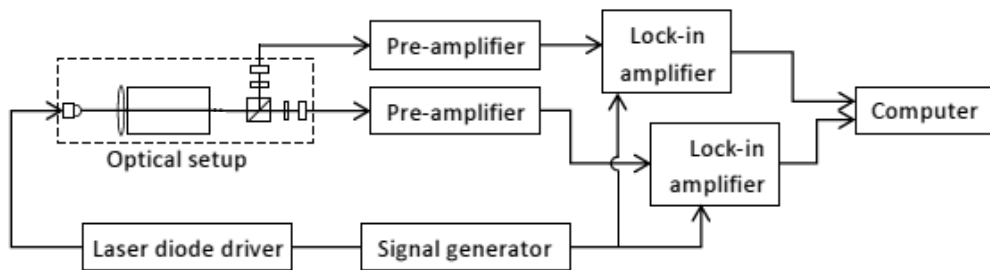 Pre-amplifier
Lock-in
amplifier
Pre-amplifier
Computer
Optical setup
Lock-in
amplifier
Laser diode driver
Signal generator